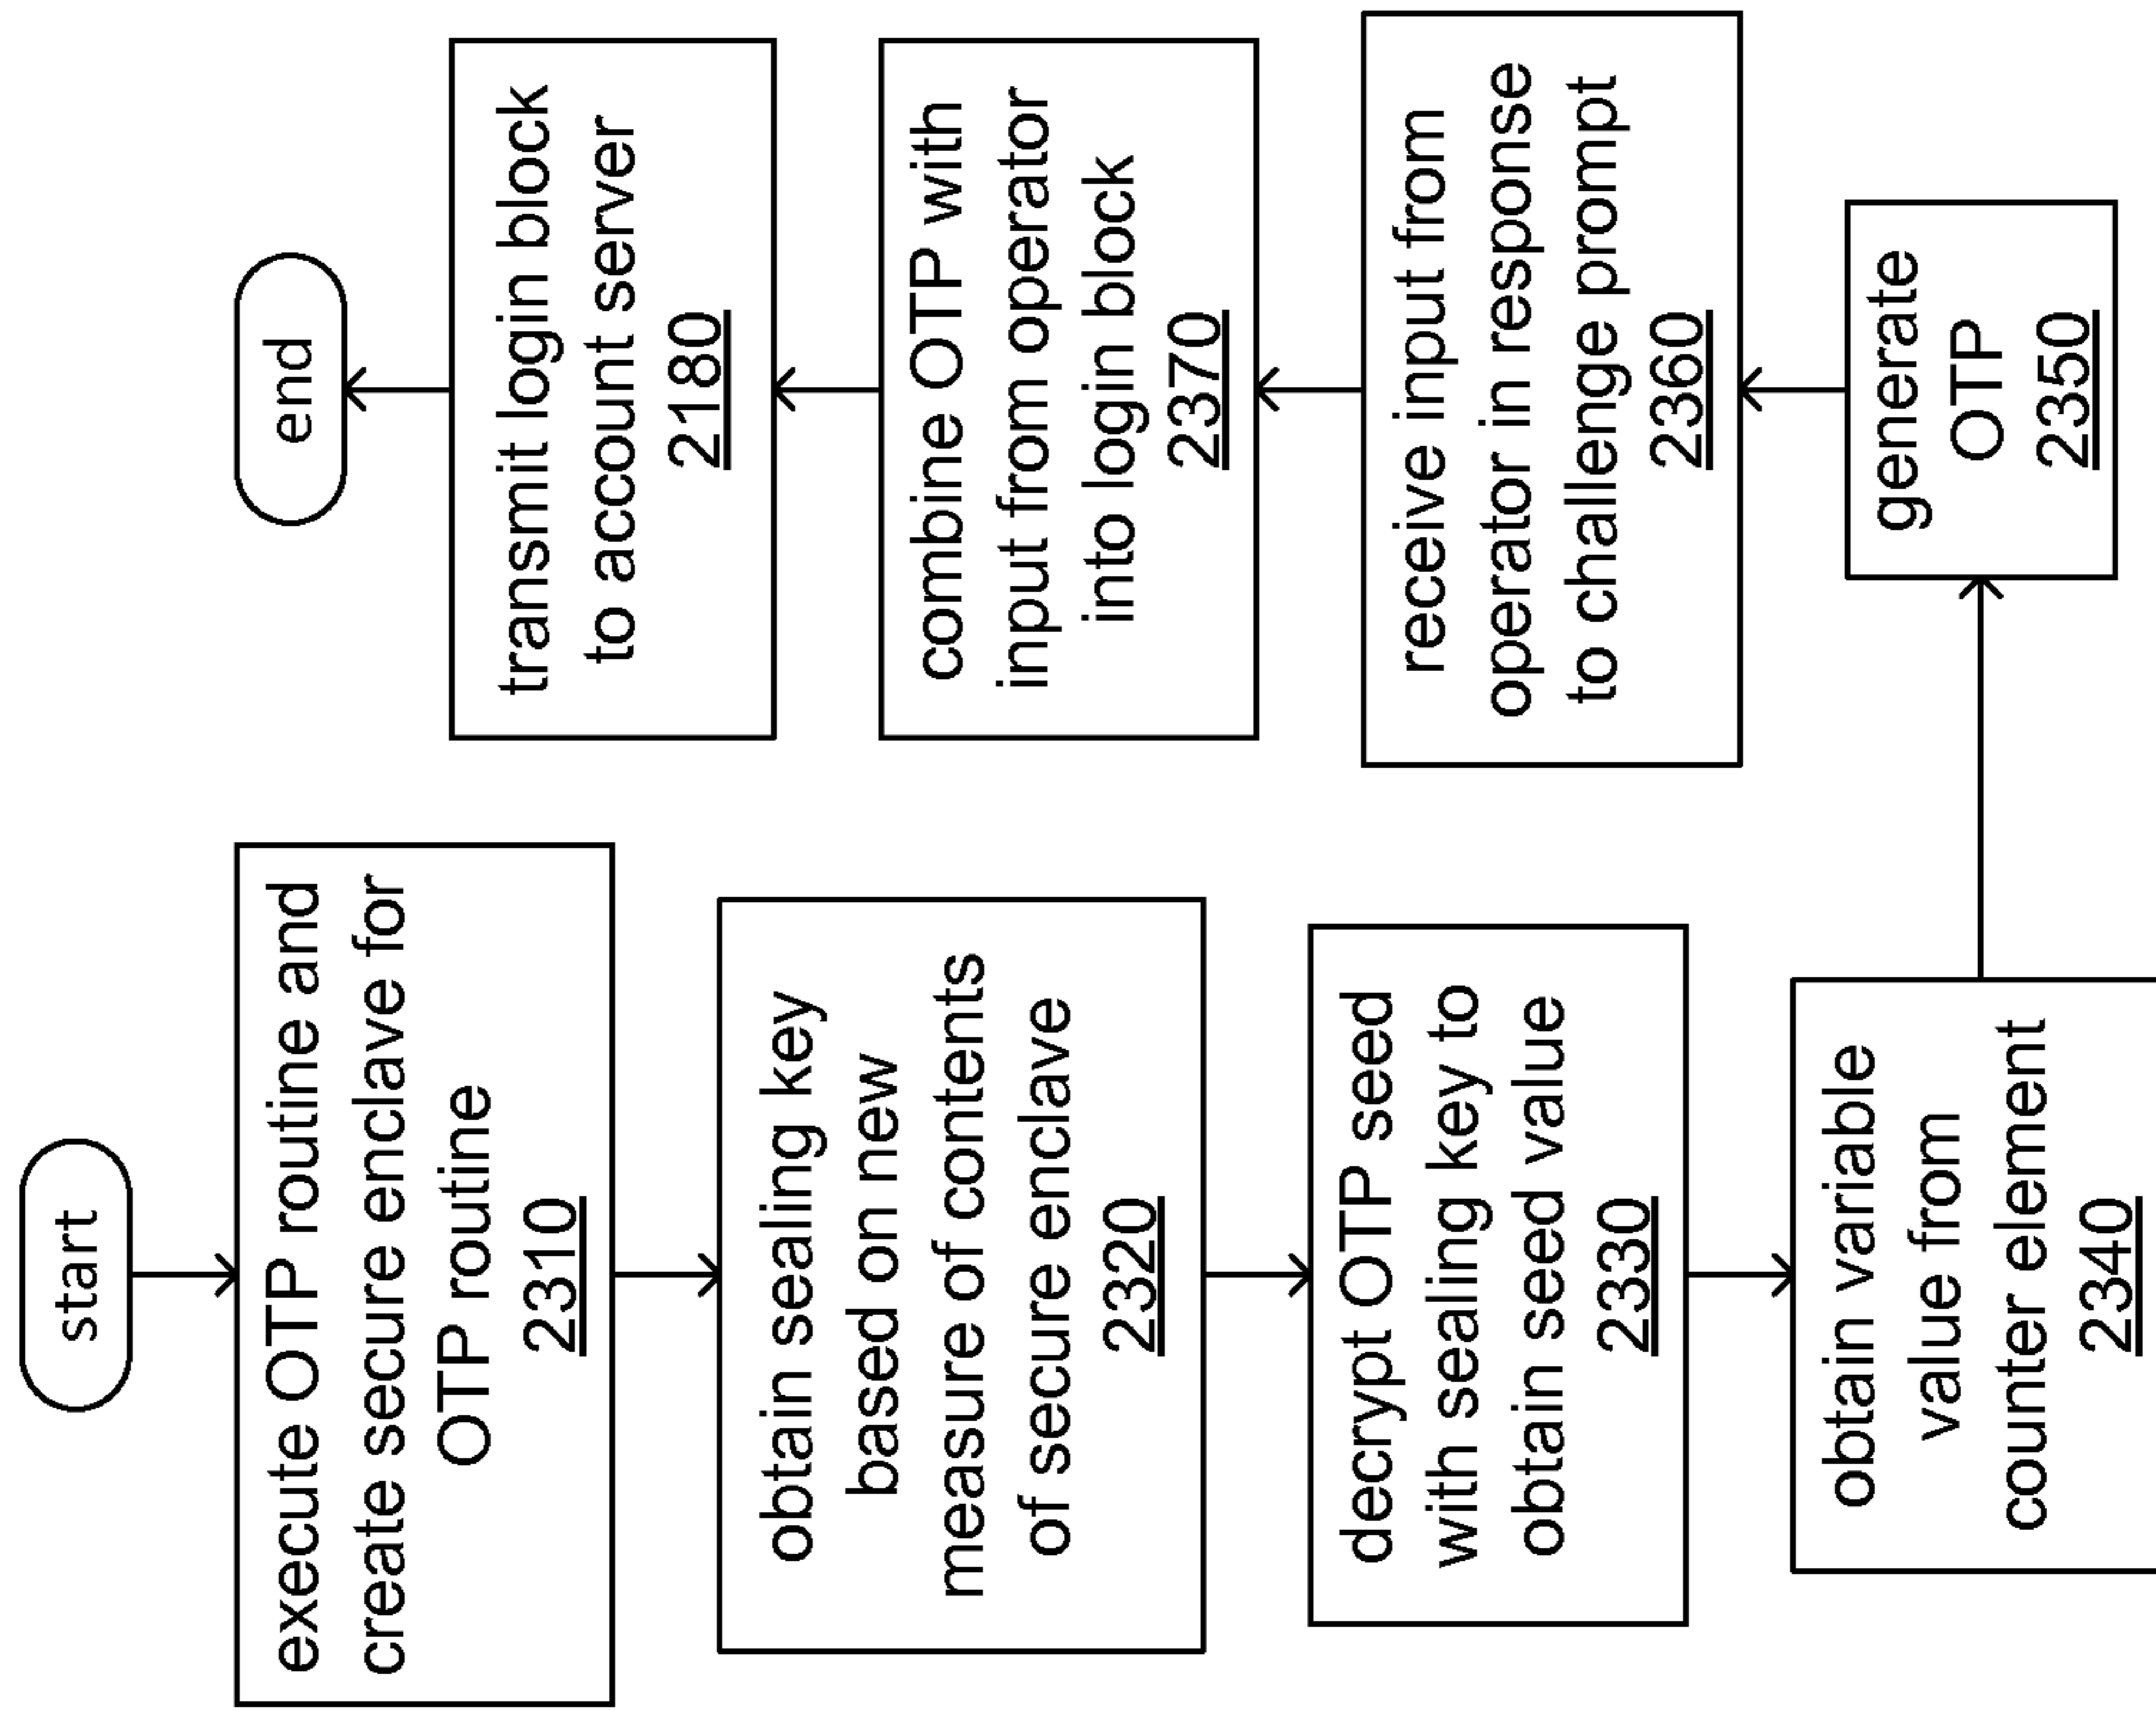 start
execute OTP routine and
create secure enclave for
OTP routine
2310
obtain sealing key
based on new
measure of contents
of secure enclave
2320
decrypt OTP seed
with sealing key to
obtain seed value
2330
obtain variable
value from
counter element
2340
generate
OTP
2350
receive input from
operator in response
to challenge prompt
2360
combine OTP with
input from operator
into login block
2370
transmit login block
to account server
2180
end